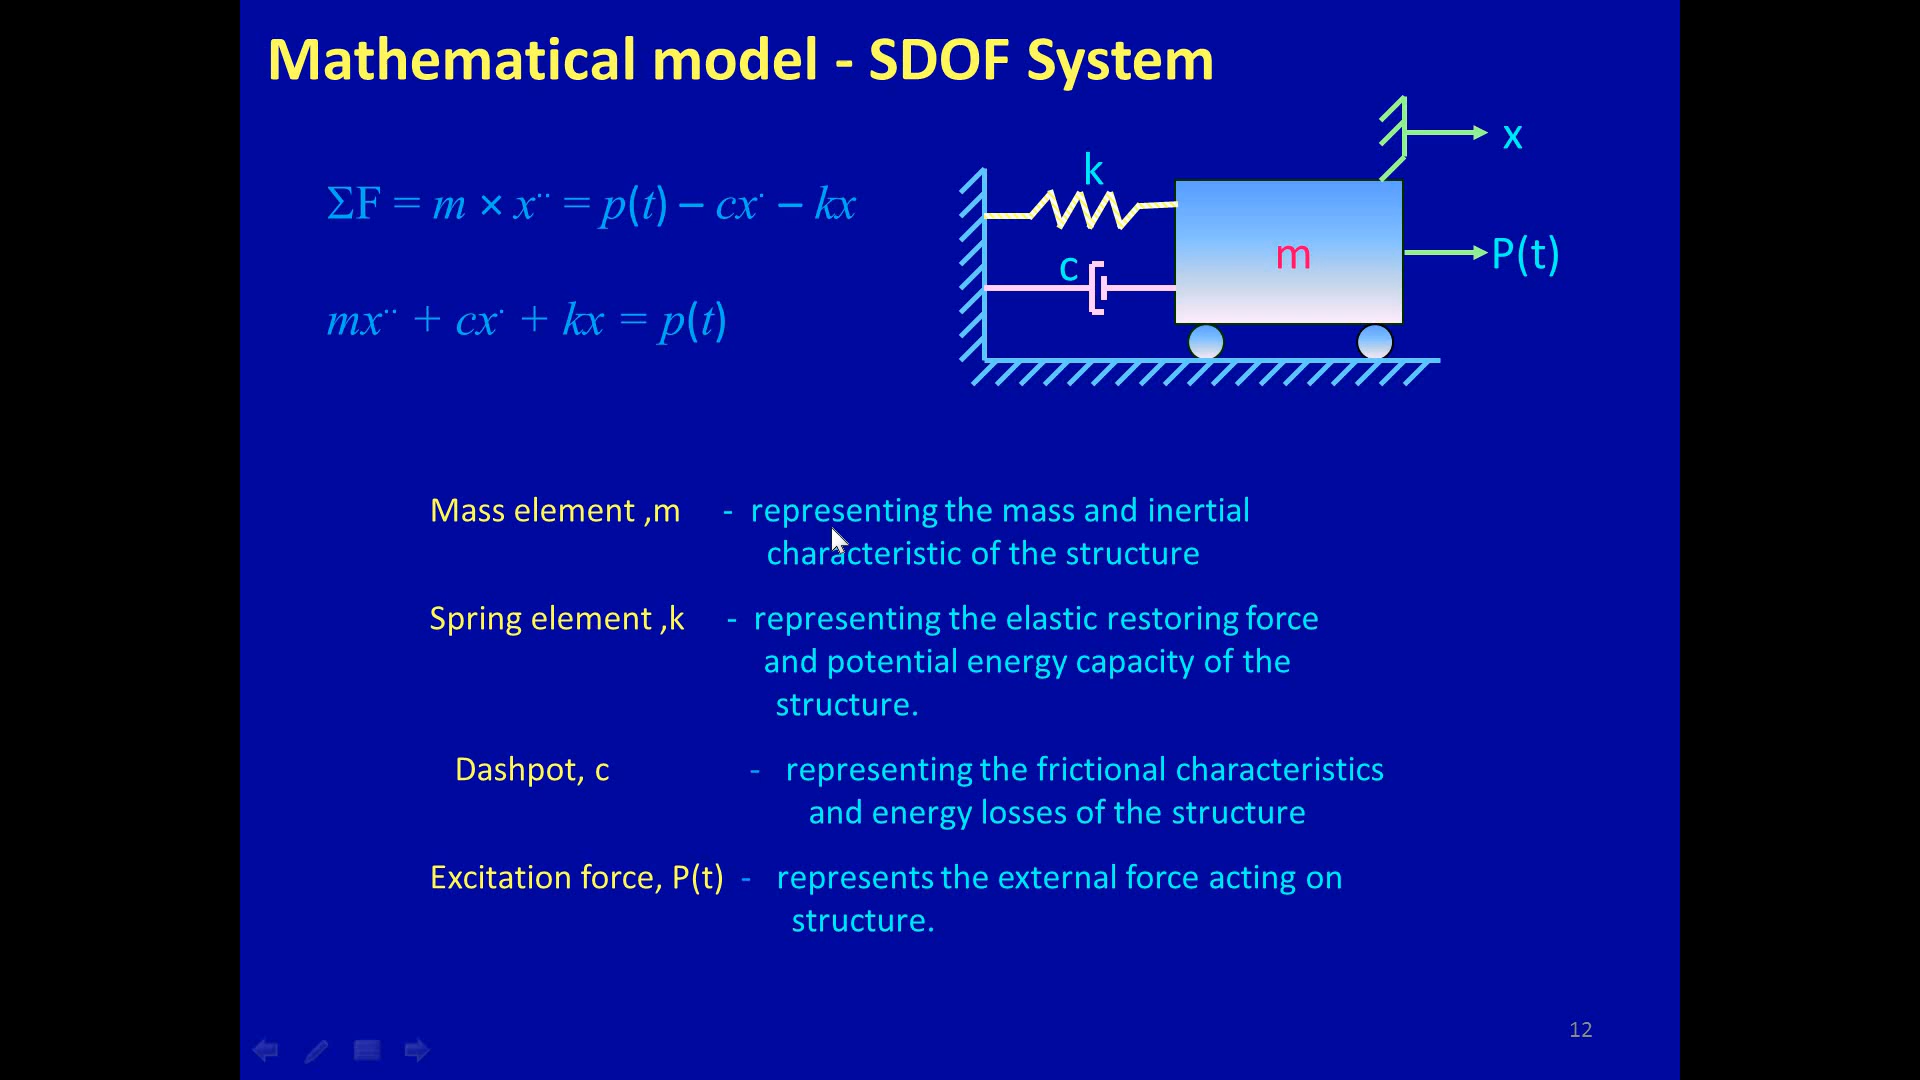 Mathematical model - SDOF System
ΣF = m × x¨ = p(t) – cx˙ – kx
mx¨ + cx˙ + kx = p(t)
x
k
m
P(t)
c
Mass element ,m - representing the mass and inertial
characteristic of the structure
Spring element ,k - representing the elastic restoring force
and potential energy capacity of the
structure.
Dashpot, c - representing the frictional characteristics
and energy losses of the structure
Excitation force, P(t) - represents the external force acting on
structure.
12